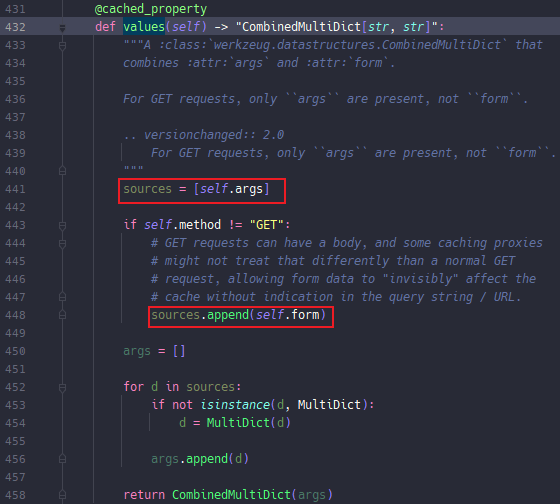 431 @cached_property
432 def values(self) -> "CombinedMultiDict[str, str]":
433 """A :class:`werkzeug.datastructures.CombinedMultiDict` that
434 combines :attr:`args` and :attr:`form`.
435
436 For GET requests, only ``args`` are present, not ``form``.
437
438 .. versionchanged:: 2.0
439 For GET requests, only ``args`` are present, not ``form``.
440 """
441 sources = [self.args]
442
443 if self.method != "GET":
444 # GET requests can have a body, and some caching proxies
445 # might not treat that differently than a normal GET
446 # request, allowing form data to "invisibly" affect the
447 # cache without indication in the query string / URL.
448 sources.append(self.form)
449
450 args = []
451
452 for d in sources:
453 if not isinstance(d, MultiDict):
454 d = MultiDict(d)
455
456 args.append(d)
457
458 return CombinedMultiDict(args)